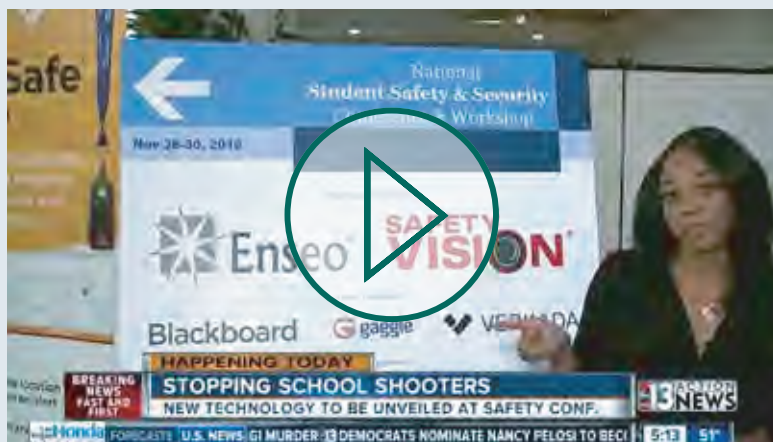 Safe
National
Student Safety & Security
Conference & Workshop
Nov 28-30, 2018
Enseo
SAFETY
VISION
Blackboard
gaggle
VERKADA
HAPPENING TODAY
BREAKING
NEWS
FAST AND
FIRST
STOPPING SCHOOL SHOOTERS
NEW TECHNOLOGY TO BE UNVEILED AT SAFETY CONF.
13 ACTION
NEWS
Honda
FORECASTS U.S. NEWS GI MURDER 13 DEMOCRATS NOMINATE NANCY PELOSI TO BEC
5:13 51°